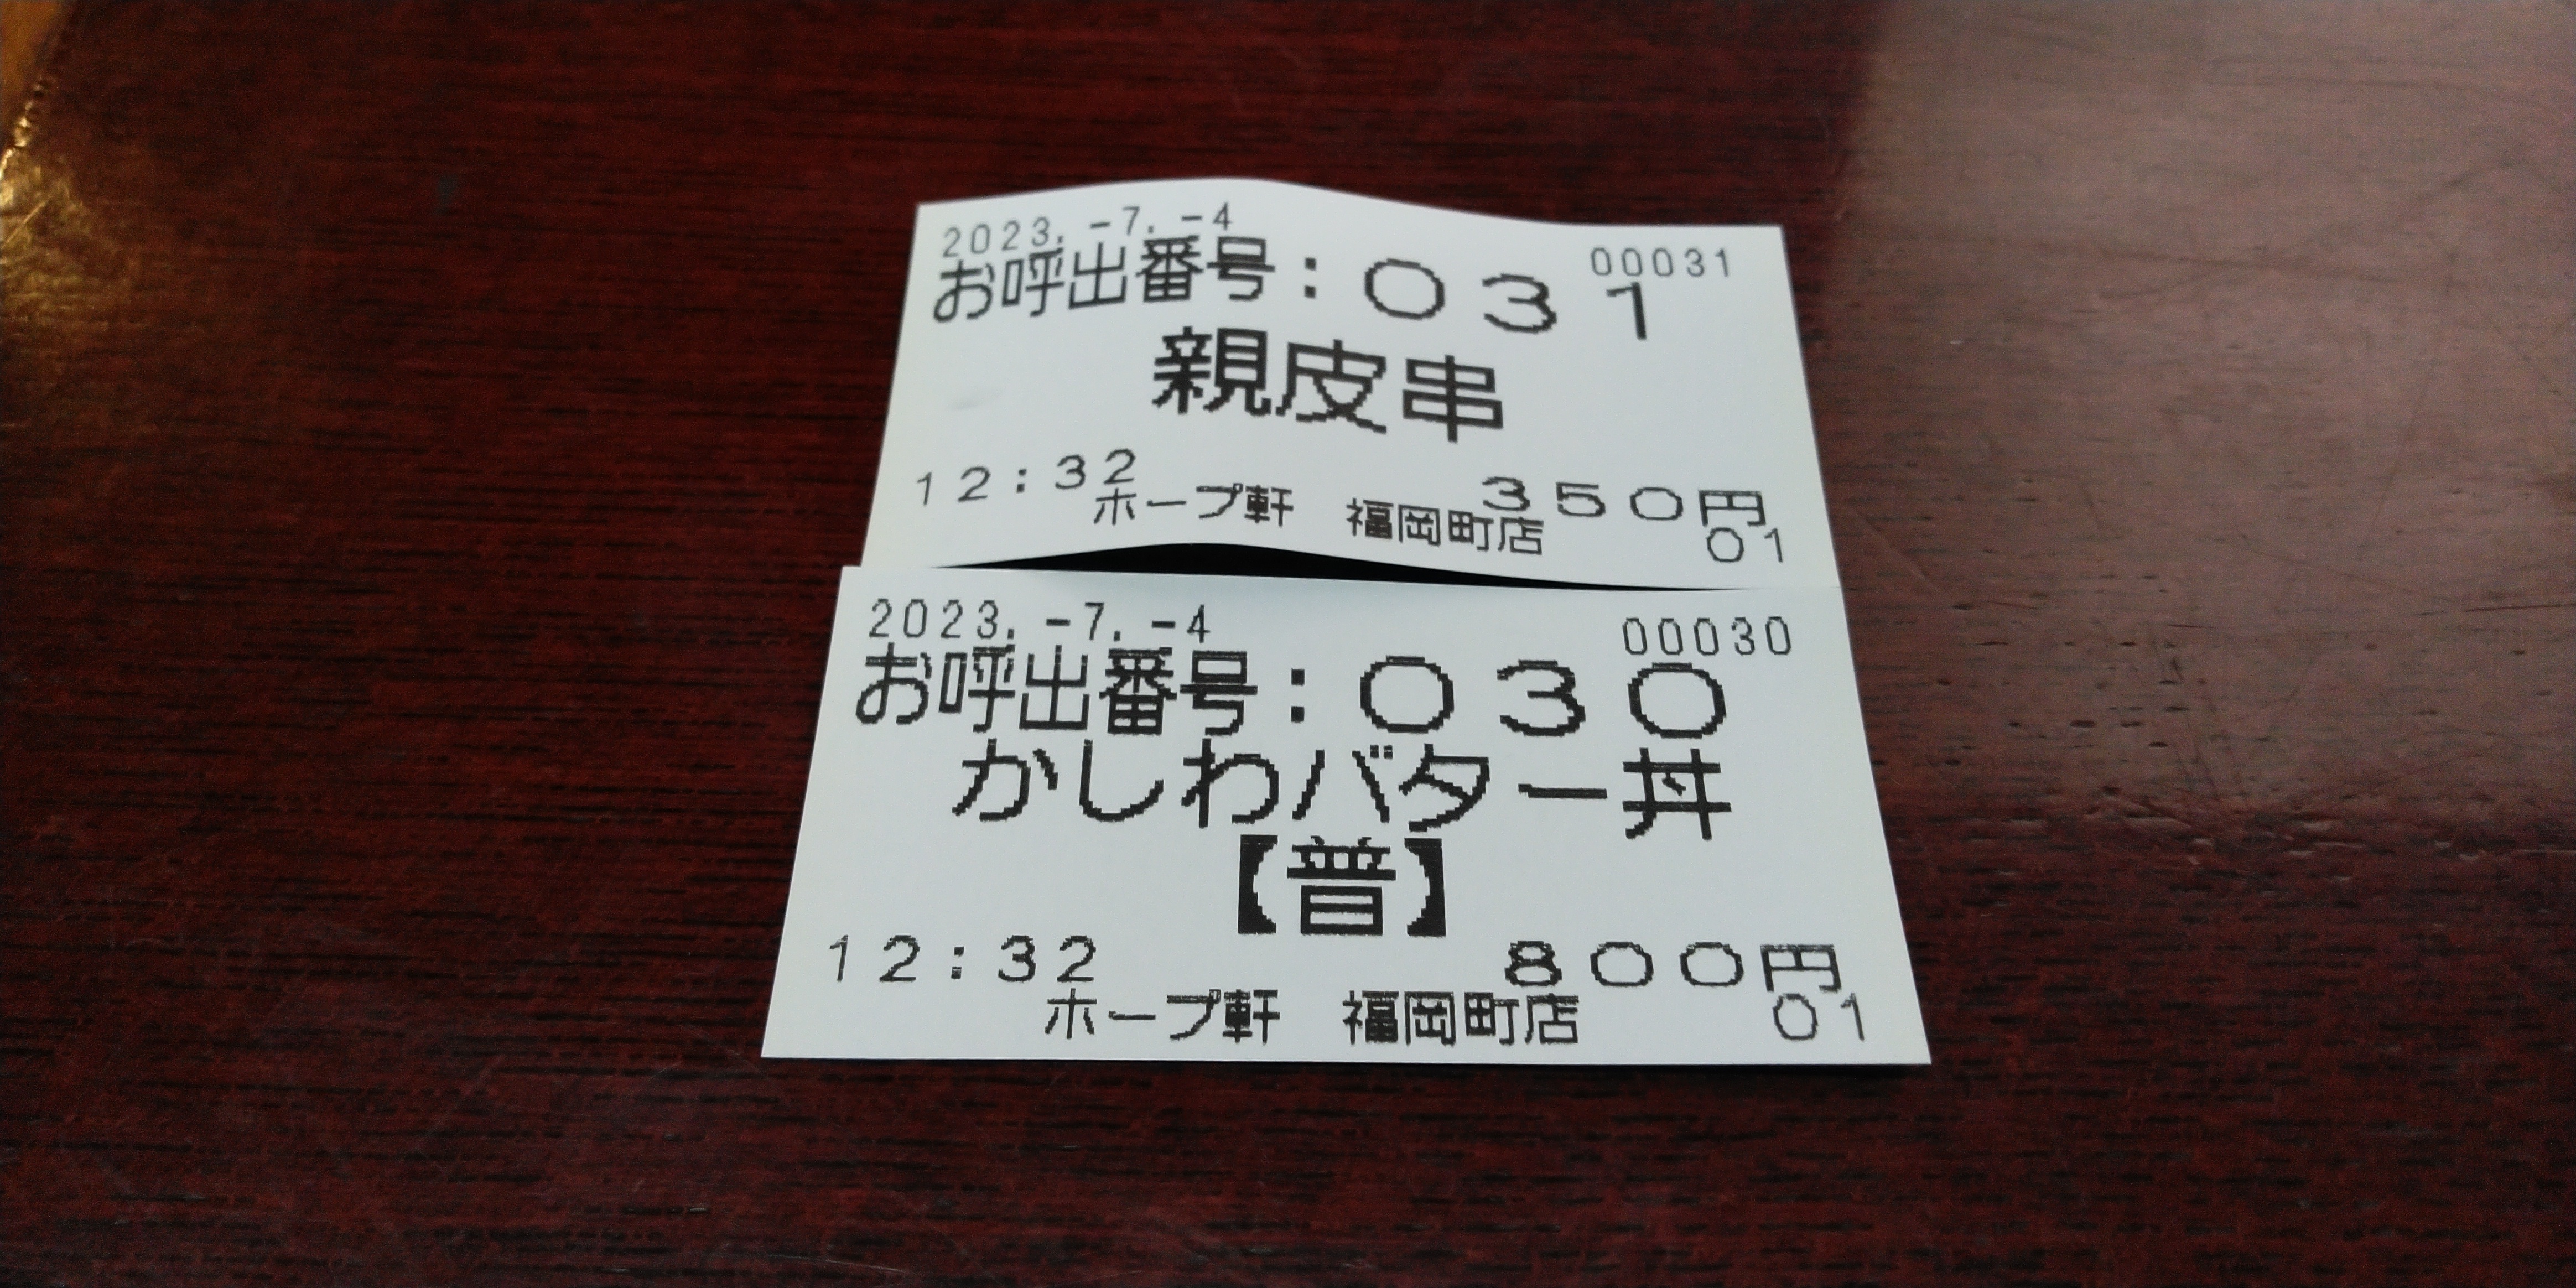 2023. -7. -4
00031
お呼出番号：０３１
親皮串
12:32
350円
ホープ軒　福岡町店
01
2023. -7. -4
00030
お呼出番号：０３０
かしわバター丼
【普】
12:32
800円
ホープ軒　福岡町店
01